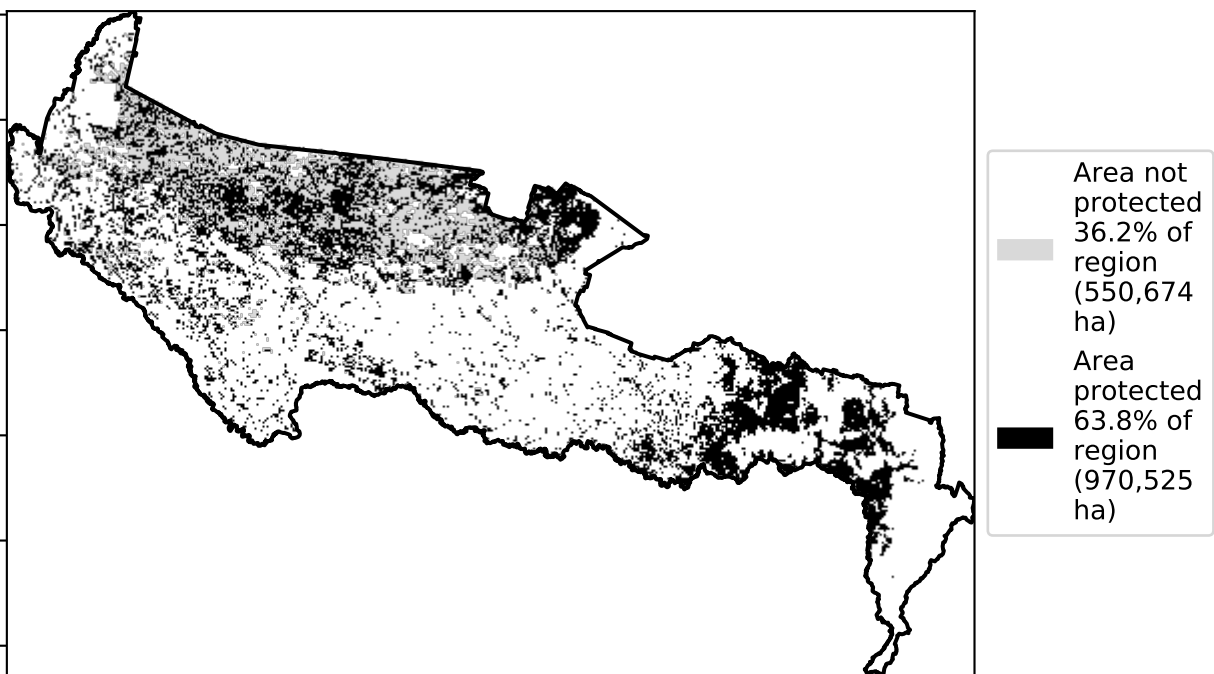 Area not
protected
36.2% of
region
(550,674
ha)
Area
protected
63.8% of
region
(970,525
ha)